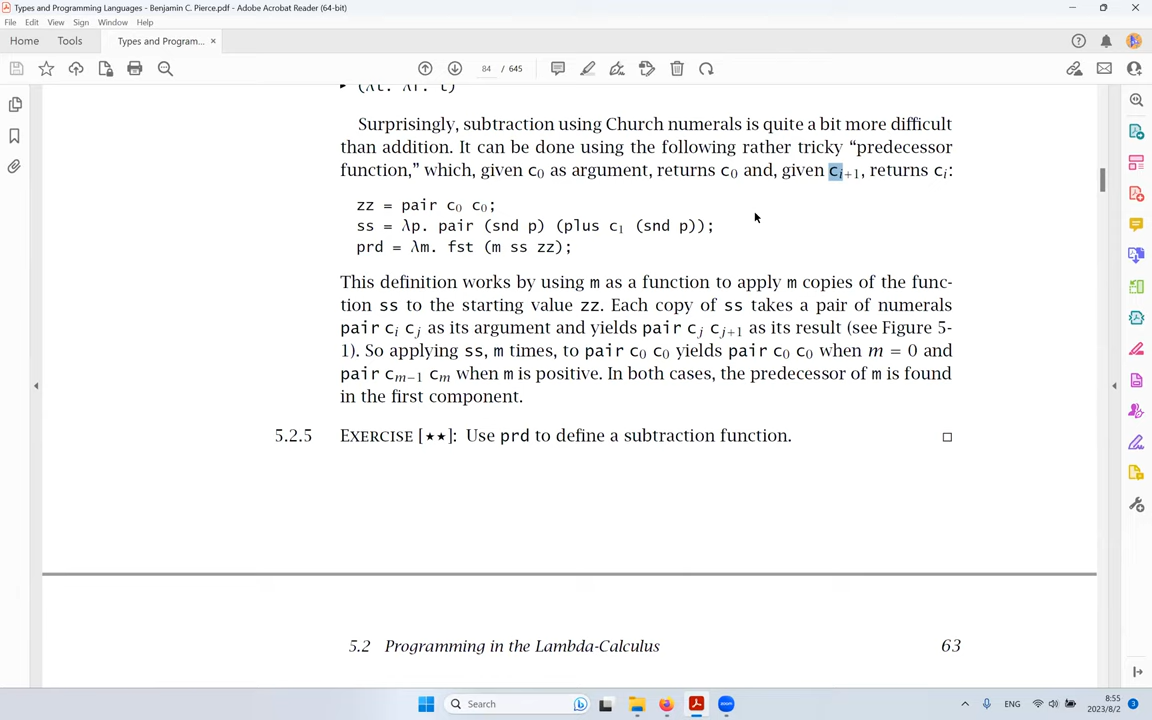 Types and Programming Languages - Benjamin C. Pierce.pdf - Adobe Acrobat Reader (64-bit)
File Edit View Sign Window Help
Home Tools Types and Program... ×
84 / 645
▸ (λt. λf. t)
Surprisingly, subtraction using Church numerals is quite a bit more difficult
than addition. It can be done using the following rather tricky “predecessor
function,” which, given c₀ as argument, returns c₀ and, given cᵢ₊₁, returns cᵢ:
zz = pair c₀ c₀;
ss = λp. pair (snd p) (plus c₁ (snd p));
prd = λm. fst (m ss zz);
This definition works by using m as a function to apply m copies of the func-
tion ss to the starting value zz. Each copy of ss takes a pair of numerals
pair cᵢ cⱼ as its argument and yields pair cⱼ cⱼ₊₁ as its result (see Figure 5-
1). So applying ss, m times, to pair c₀ c₀ yields pair c₀ c₀ when m = 0 and
pair cₘ₋₁ cₘ when m is positive. In both cases, the predecessor of m is found
in the first component.
5.2.5 EXERCISE [★★]: Use prd to define a subtraction function. □
5.2 Programming in the Lambda-Calculus 63
Search
ENG
8:55
2023/8/2
3